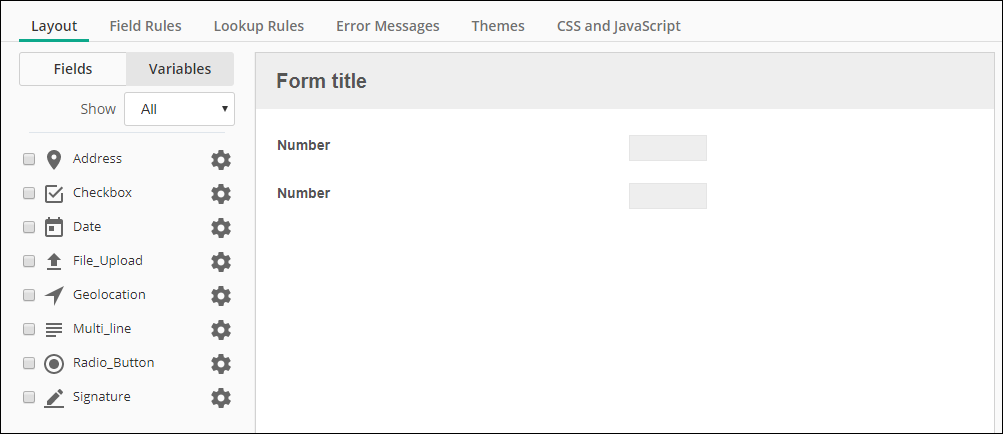 Layout Field Rules Lookup Rules Error Messages Themes CSS and JavaScript
Fields Variables
Show All
Address
Checkbox
Date
File_Upload
Geolocation
Multi_line
Radio_Button
Signature
Form title
Number
Number